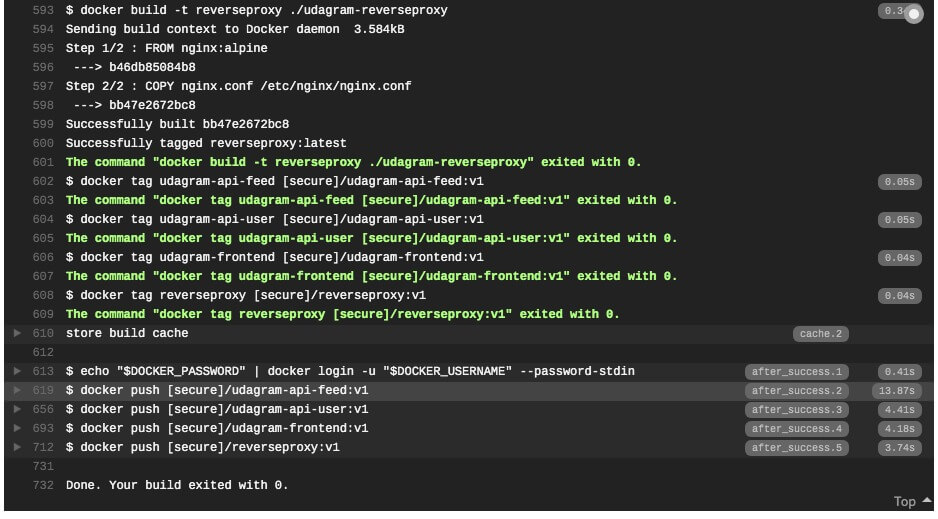 593 $ docker build -t reverseproxy ./udagram-reverseproxy
594 Sending build context to Docker daemon  3.584kB
595 Step 1/2 : FROM nginx:alpine
596  ---> b46db85084b8
597 Step 2/2 : COPY nginx.conf /etc/nginx/nginx.conf
598  ---> bb47e2672bc8
599 Successfully built bb47e2672bc8
600 Successfully tagged reverseproxy:latest
601 The command "docker build -t reverseproxy ./udagram-reverseproxy" exited with 0.
602 $ docker tag udagram-api-feed [secure]/udagram-api-feed:v1 0.05s
603 The command "docker tag udagram-api-feed [secure]/udagram-api-feed:v1" exited with 0.
604 $ docker tag udagram-api-user [secure]/udagram-api-user:v1 0.05s
605 The command "docker tag udagram-api-user [secure]/udagram-api-user:v1" exited with 0.
606 $ docker tag udagram-frontend [secure]/udagram-frontend:v1 0.04s
607 The command "docker tag udagram-frontend [secure]/udagram-frontend:v1" exited with 0.
608 $ docker tag reverseproxy [secure]/reverseproxy:v1 0.04s
609 The command "docker tag reverseproxy [secure]/reverseproxy:v1" exited with 0.
610 store build cache cache.2
612
613 $ echo "$DOCKER_PASSWORD" | docker login -u "$DOCKER_USERNAME" --password-stdin after_success.1 0.41s
619 $ docker push [secure]/udagram-api-feed:v1 after_success.2 13.87s
656 $ docker push [secure]/udagram-api-user:v1 after_success.3 4.41s
693 $ docker push [secure]/udagram-frontend:v1 after_success.4 4.18s
712 $ docker push [secure]/reverseproxy:v1 after_success.5 3.74s
731
732 Done. Your build exited with 0.
Top